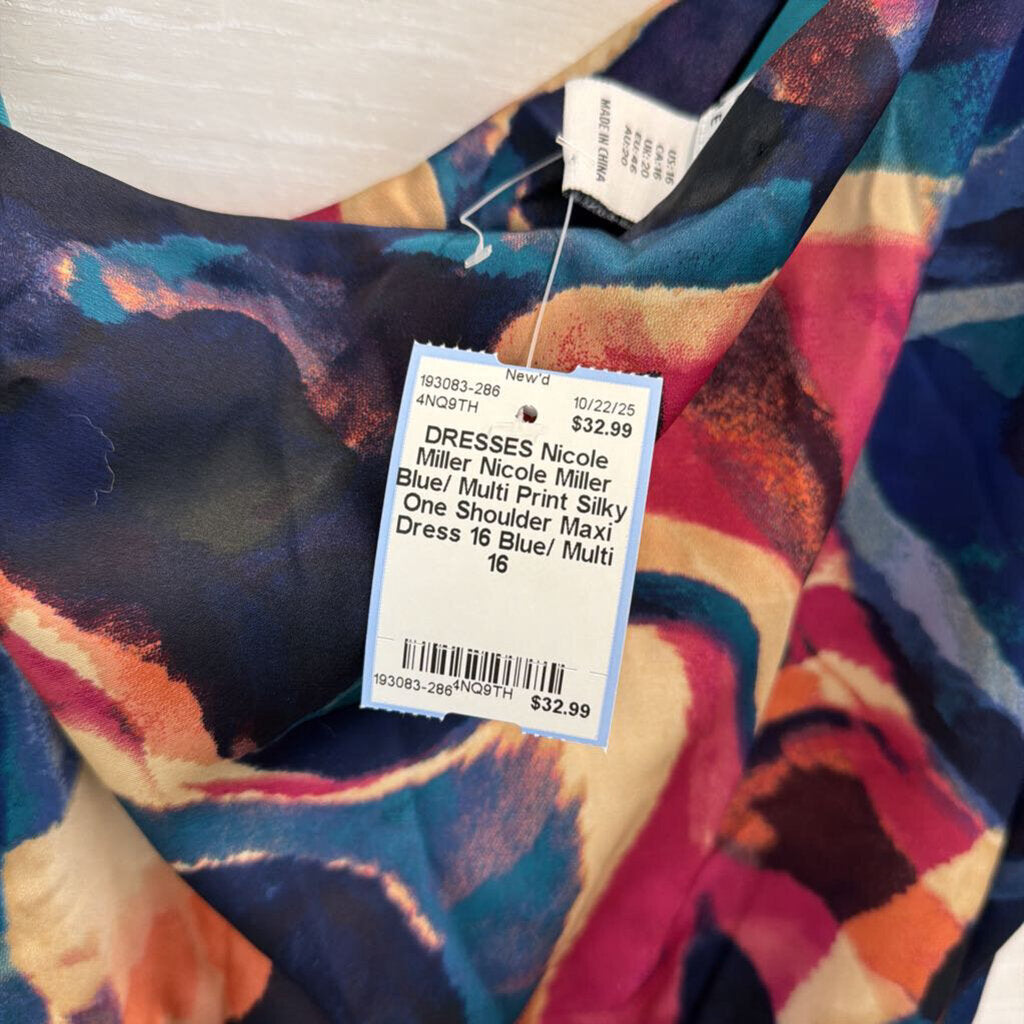 US:16
CA:16
UK:20
EU:46
AU:20
MADE IN CHINA
New'd
193083-286
4NQ9TH
10/22/25
$32.99
DRESSES Nicole
Miller Nicole Miller
Blue/ Multi Print Silky
One Shoulder Maxi
Dress 16 Blue/ Multi
16
193083-286 4NQ9TH
$32.99